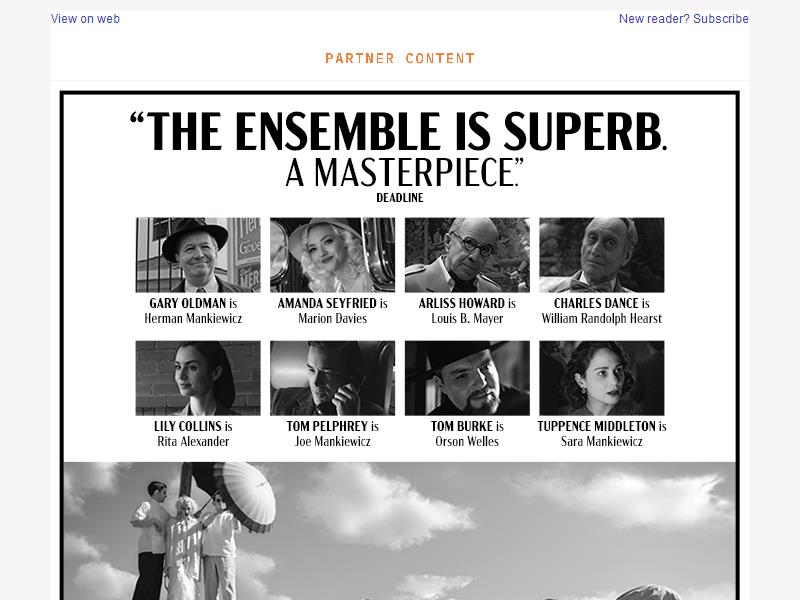 View on web
New reader? Subscribe
PARTNER CONTENT
“THE ENSEMBLE IS SUPERB.
A MASTERPIECE.”
DEADLINE
GARY OLDMAN is
Herman Mankiewicz
AMANDA SEYFRIED is
Marion Davies
ARLISS HOWARD is
Louis B. Mayer
CHARLES DANCE is
William Randolph Hearst
LILY COLLINS is
Rita Alexander
TOM PELPHREY is
Joe Mankiewicz
TOM BURKE is
Orson Welles
TUPPENCE MIDDLETON is
Sara Mankiewicz